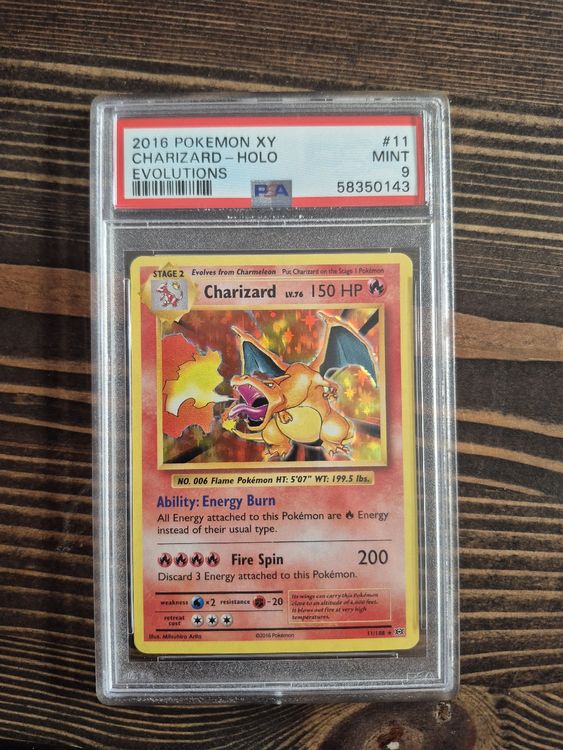 2016 POKEMON XY #11
CHARIZARD - HOLO MINT
EVOLUTIONS 9
PSA 58350143
STAGE 2 Evolves from Charmeleon Put Charizard on the Stage 1 Pokémon
Charizard LV.76 150 HP
NO. 006 Flame Pokémon HT: 5'07" WT: 199.5 lbs.
Ability: Energy Burn
All Energy attached to this Pokémon are Energy
instead of their usual type.
Fire Spin 200
Discard 3 Energy attached to this Pokémon.
weakness ×2 resistance -20
retreat
cost
Its wings can carry this Pokémon
close to an altitude of 4,600 feet.
It blows out fire at very high
temperatures.
Illus. Mitsuhiro Arita ©2016 Pokémon 11/108 ★
PSA